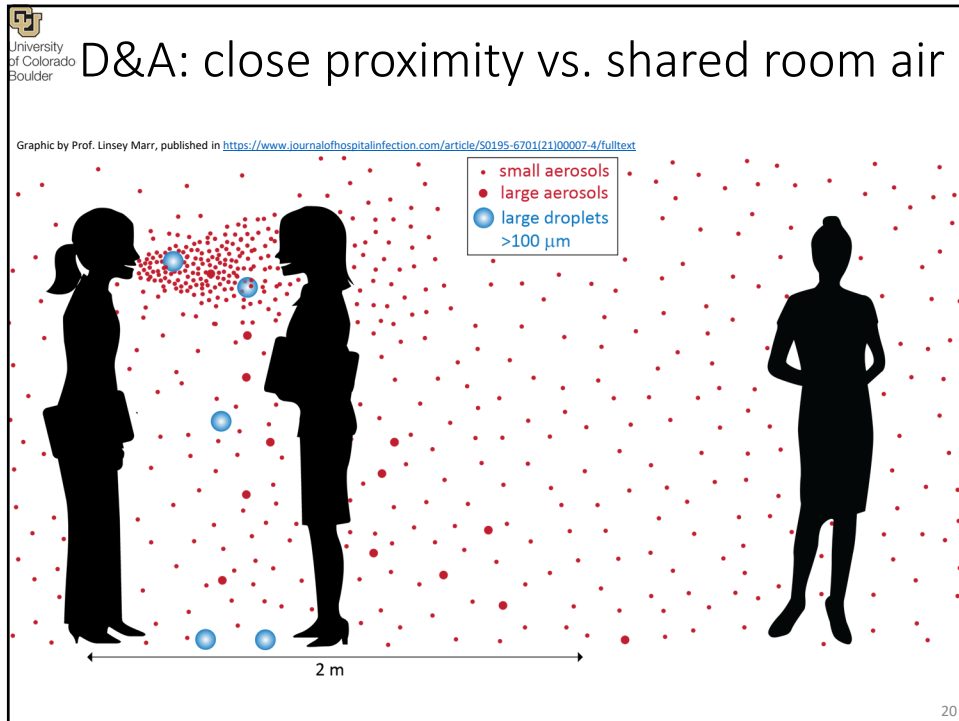 University
of Colorado
Boulder
D&A: close proximity vs. shared room air
Graphic by Prof. Linsey Marr, published in https://www.journalofhospitalinfection.com/article/S0195-6701(21)00007-4/fulltext
small aerosols
large aerosols
large droplets
>100 μm
2 m
20